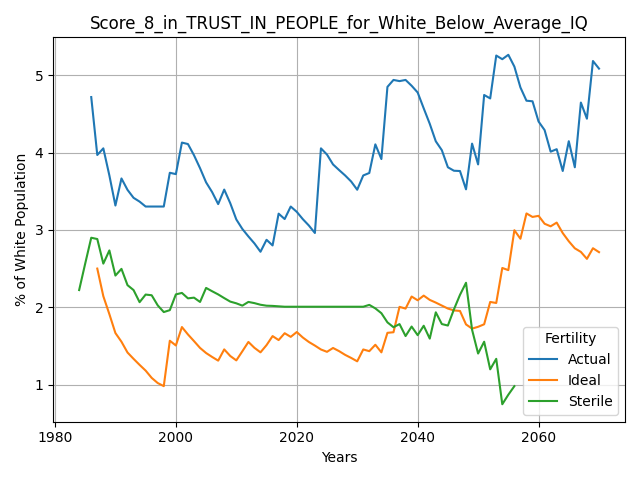 Score_8_in_TRUST_IN_PEOPLE_for_White_Below_Average_IQ
% of White Population
5
4
3
2
1
1980
2000
2020
2040
2060
Years
Fertility
Actual
Ideal
Sterile